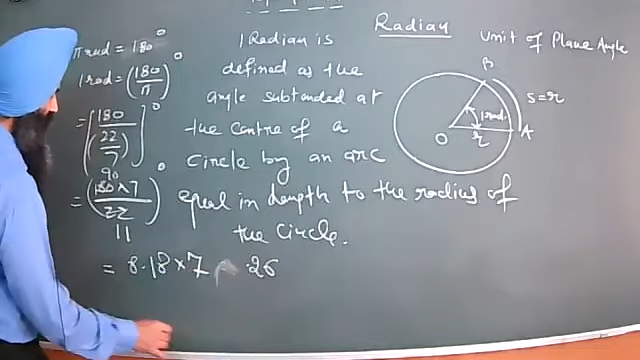 Radian
Unit of Plane Angle
π rad = 180°
1 rad = (180/π)°
= [180/(22/7)]°
90
= (180×7/22)°
11
= 8.18×7 .26
1 Radian is
defined as the
angle subtanded at
the centre of a
Circle by an arc
equal in length to the radius of
the Circle.
B
s=r
1 rad.
O
r
A